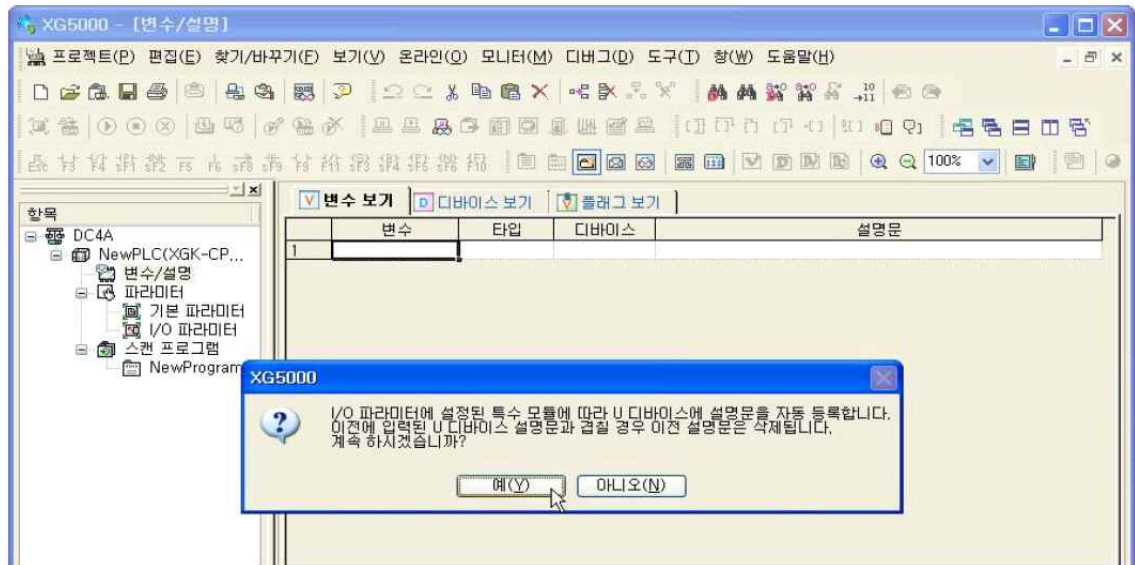 XG5000 - [변수/설명]
프로젝트(P) 편집(E) 찾기/바꾸기(F) 보기(V) 온라인(O) 모니터(M) 디버그(D) 도구(T) 창(W) 도움말(H)
100%
항목
DC4A
NewPLC(XGK-CP...
변수/설명
파라미터
기본 파라미터
I/O 파라미터
스캔 프로그램
NewProgram
변수 보기 디바이스 보기 플래그 보기
변수 타입 디바이스 설명문
1
XG5000
I/O 파라미터에 설정된 특수 모듈에 따라 U 디바이스에 설명문을 자동 등록합니다.
이전에 입력된 U 디바이스 설명문과 겹칠 경우 이전 설명문은 삭제됩니다.
계속 하시겠습니까?
예(Y) 아니오(N)